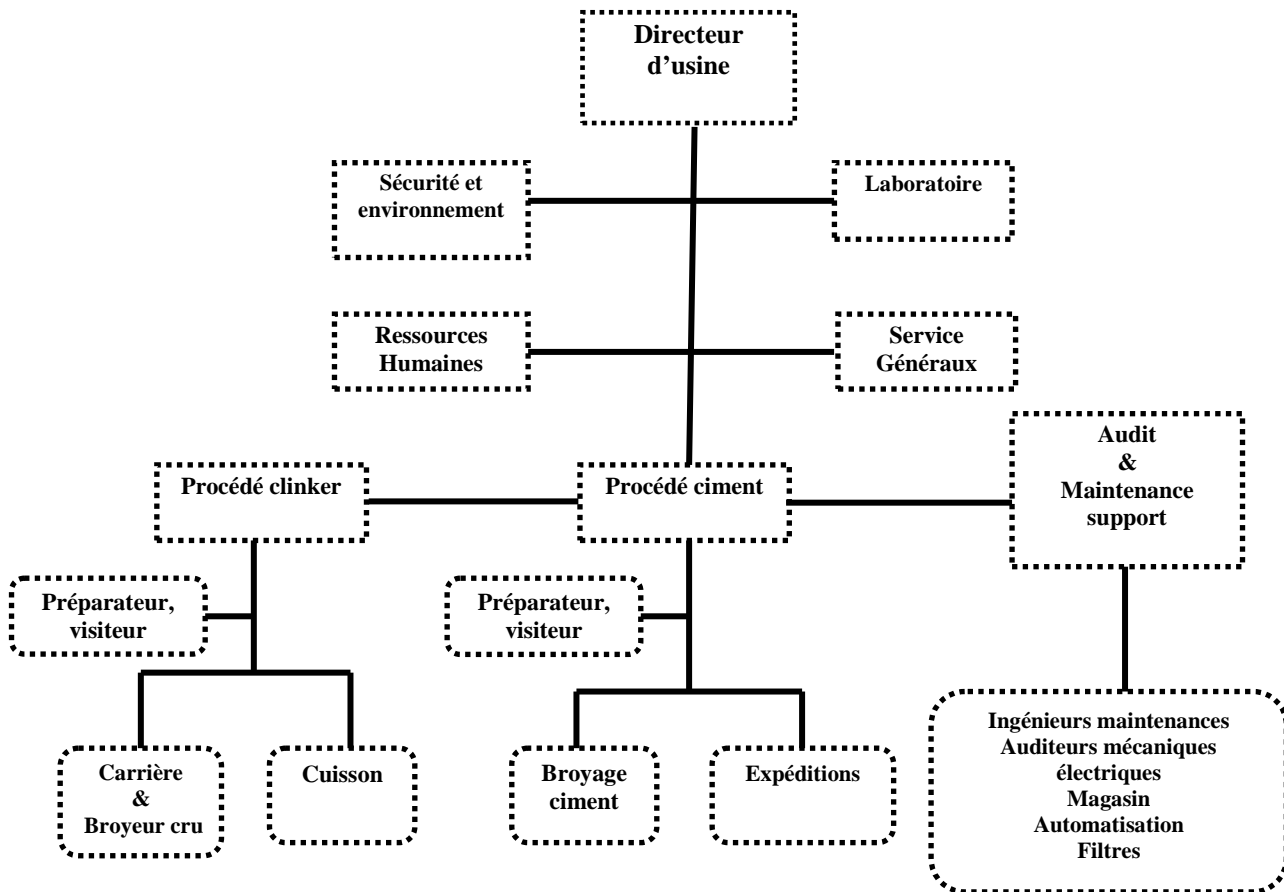 Directeur
d’usine
Sécurité et
environnement
Laboratoire
Ressources
Humaines
Service
Généraux
Audit
&
Maintenance
support
Procédé clinker
Procédé ciment
Préparateur,
visiteur
Préparateur,
visiteur
Carrière
&
Broyeur cru
Cuisson
Broyage
ciment
Expéditions
Ingénieurs maintenances
Auditeurs mécaniques
électriques
Magasin
Automatisation
Filtres